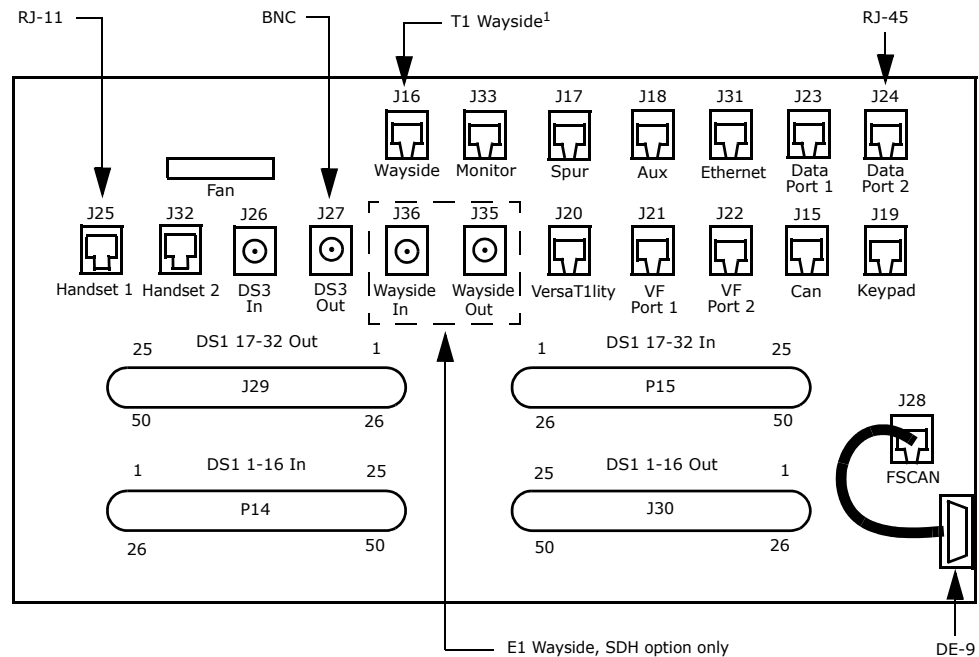 RJ-11 BNC T1 Wayside1 RJ-45
J16 J33 J17 J18 J31 J23 J24
Wayside Monitor Spur Aux Ethernet Data Port 1 Data Port 2
Fan
J25 J32 J26 J27 J36 J35 J20 J21 J22 J15 J19
Handset 1 Handset 2 DS3 In DS3 Out Wayside In Wayside Out VersaT1lity VF Port 1 VF Port 2 Can Keypad
25 DS1 17-32 Out 1 1 DS1 17-32 In 25
J29 P15
50 26 26 50
J28
FSCAN
1 DS1 1-16 In 25 25 DS1 1-16 Out 1
P14 J30
26 50 50 26
E1 Wayside, SDH option only DE-9